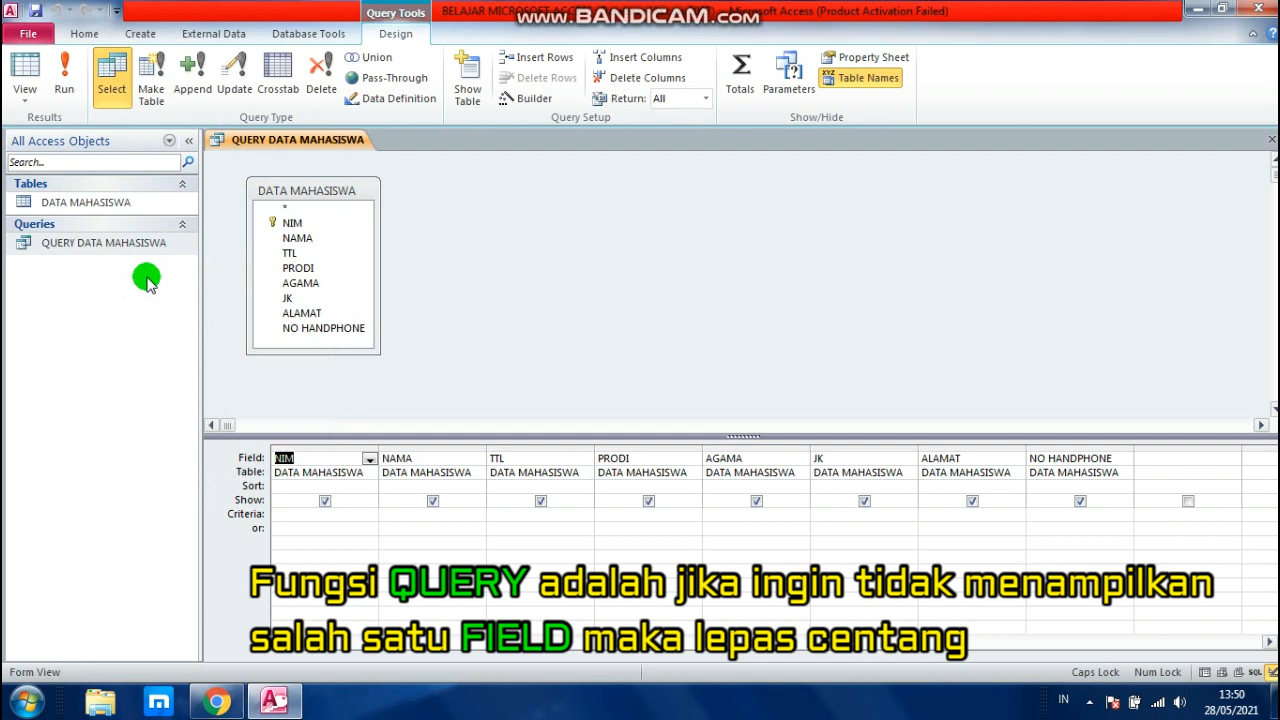 Query Tools
BELAJAR MICROSOFT ACC
WWW.BANDICAM.COM
Microsoft Access (Product Activation Failed)
File
Home
Create
External Data
Database Tools
Design
View
Run
Select
Make Table
Append
Update
Crosstab
Delete
Union
Pass-Through
Data Definition
Show Table
Insert Rows
Delete Rows
Builder
Insert Columns
Delete Columns
Return: All
Totals
Parameters
Property Sheet
Table Names
Results
Query Type
Query Setup
Show/Hide
All Access Objects
Search...
Tables
DATA MAHASISWA
Queries
QUERY DATA MAHASISWA
QUERY DATA MAHASISWA
DATA MAHASISWA
*
NIM
NAMA
TTL
PRODI
AGAMA
JK
ALAMAT
NO HANDPHONE
Field: NIM NAMA TTL PRODI AGAMA JK ALAMAT NO HANDPHONE
Table: DATA MAHASISWA DATA MAHASISWA DATA MAHASISWA DATA MAHASISWA DATA MAHASISWA DATA MAHASISWA DATA MAHASISWA DATA MAHASISWA
Sort:
Show:
Criteria:
or:
Fungsi QUERY adalah jika ingin tidak menampilkan
salah satu FIELD maka lepas centang
Form View
Caps Lock
Num Lock
SQL
IN
13:50
28/05/2021